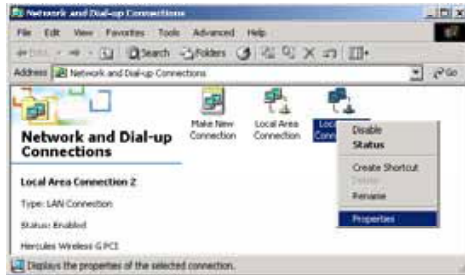 Network and Dial-up Connections
File Edit View Favorites Tools Advanced Help
Search Folders
Address Network and Dial-up Connections Go
Make New Connection
Local Area Connection
Local
Conn
Network and Dial-up Connections
Local Area Connection 2
Type: LAN Connection
Status: Enabled
Hercules Wireless G PCI
Disable
Status
Create Shortcut
Delete
Rename
Properties
Displays the properties of the selected connection.